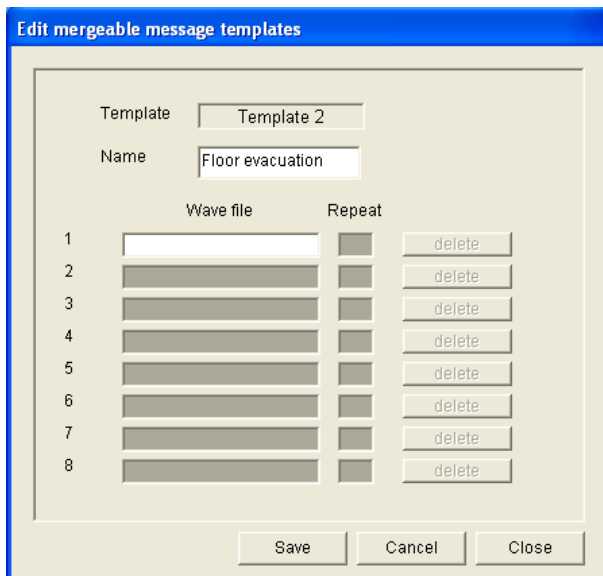 Edit mergeable message templates
Template Template 2
Name Floor evacuation
Wave file Repeat
1 delete
2 delete
3 delete
4 delete
5 delete
6 delete
7 delete
8 delete
Save Cancel Close